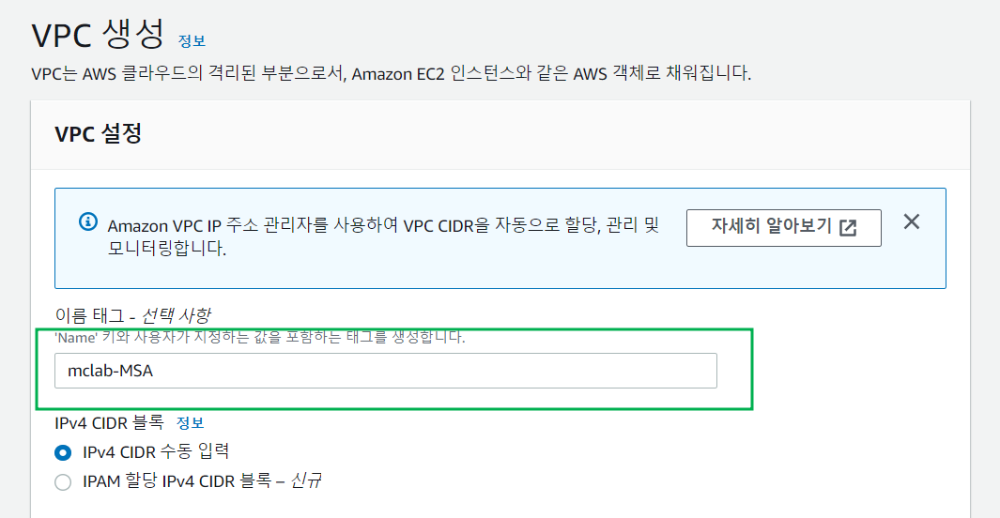 VPC 생성 정보
VPC는 AWS 클라우드의 격리된 부분으로서, Amazon EC2 인스턴스와 같은 AWS 객체로 채워집니다.
VPC 설정
Amazon VPC IP 주소 관리자를 사용하여 VPC CIDR을 자동으로 할당, 관리 및
모니터링합니다.
자세히 알아보기
이름 태그 - 선택 사항
'Name' 키와 사용자가 지정하는 값을 포함하는 태그를 생성합니다.
mclab-MSA
IPv4 CIDR 블록 정보
IPv4 CIDR 수동 입력
IPAM 할당 IPv4 CIDR 블록 – 신규